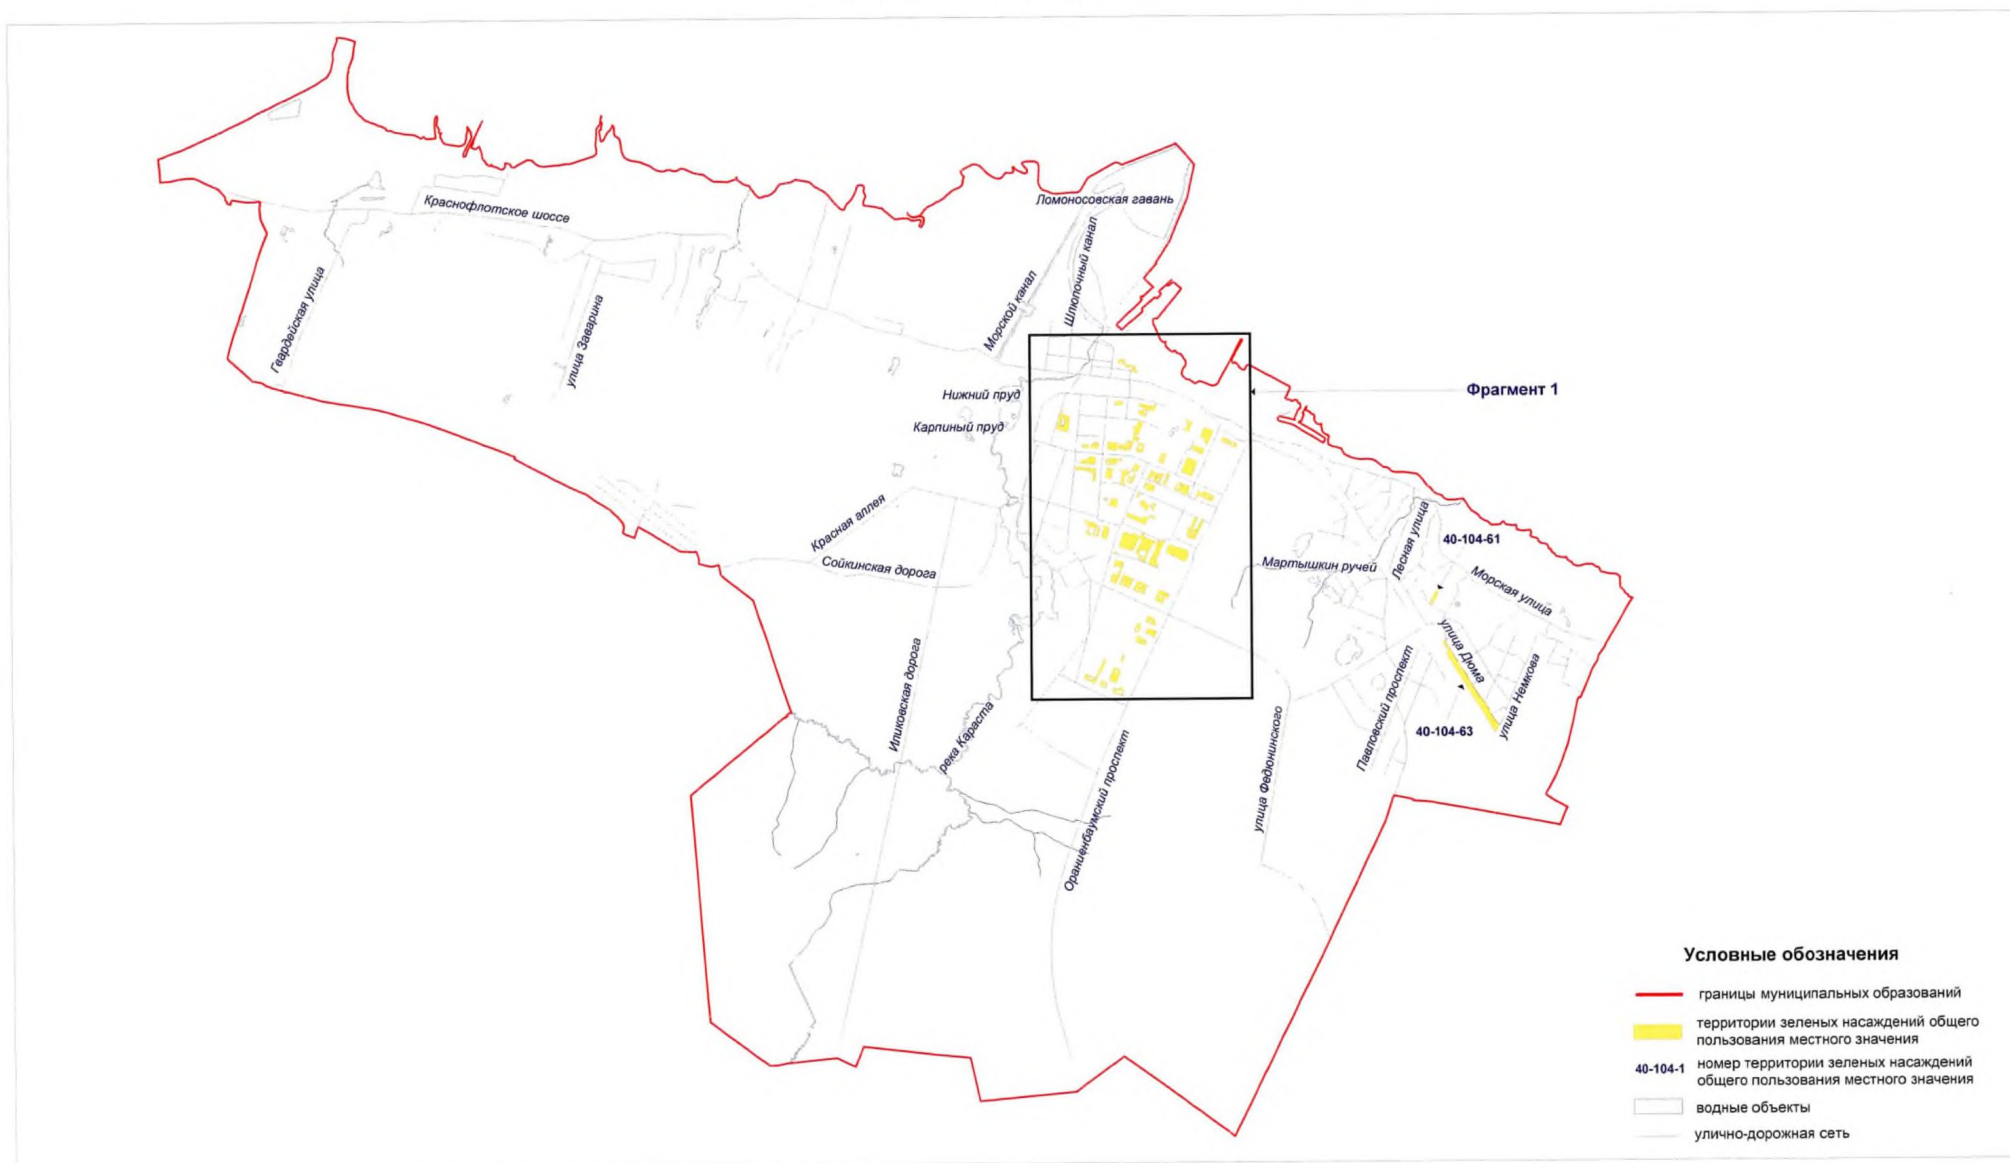 Краснофлотское шоссе
Ломоносовская гавань
Шлюпочный канал
Морской канал
Гвардейская улица
улица Заварина
Нижний пруд
Карпиный пруд
Фрагмент 1
Красная аллея
Сойкинская дорога
Лесная улица
40-104-61
Мартышкин ручей
Морская улица
улица Дюма
Иликовская дорога
река Караста
Павловский проспект
улица Немкова
40-104-63
улица Федюнинского
Ораниенбаумский проспект
Условные обозначения
границы муниципальных образований
территории зеленых насаждений общего
пользования местного значения
40-104-1
номер территории зеленых насаждений
общего пользования местного значения
водные объекты
улично-дорожная сеть